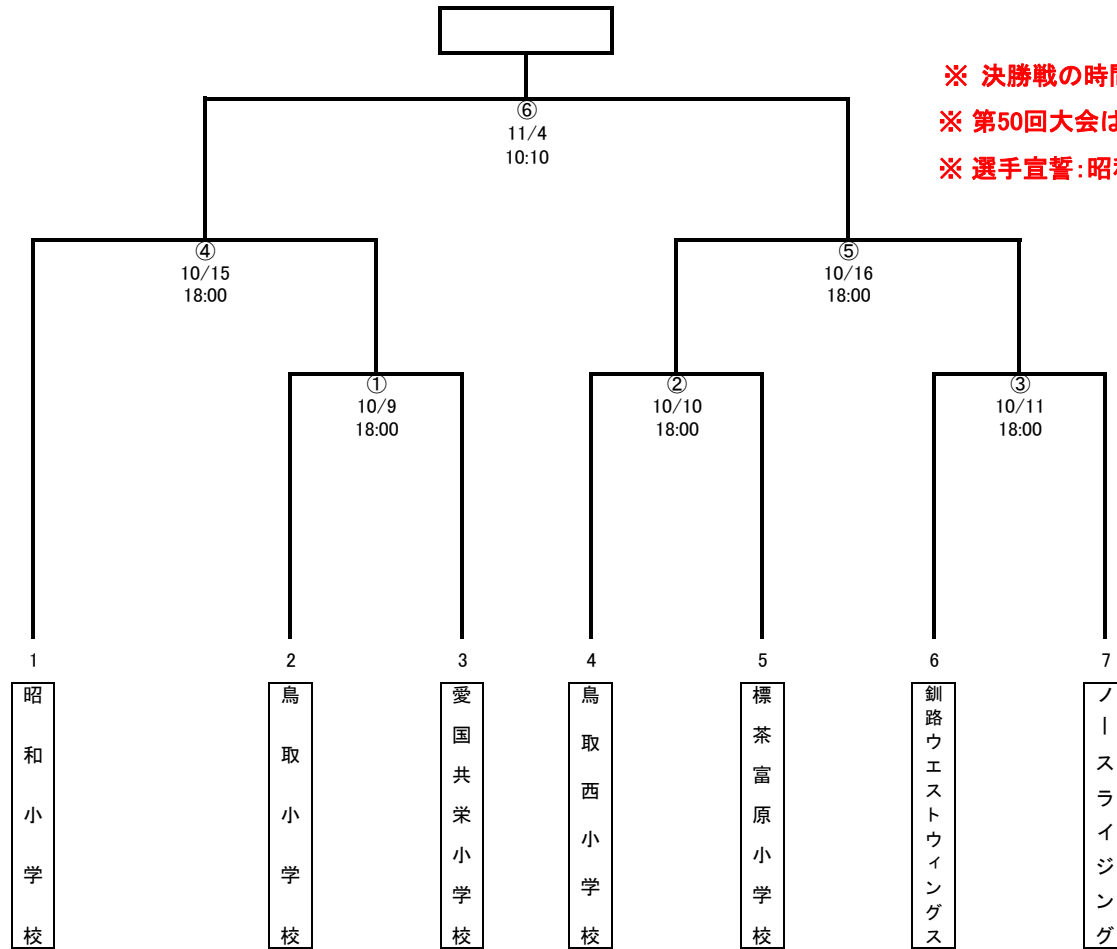 ※ 決勝戦の時間
※ 第50回大会は
※ 選手宣誓：昭和
⑥
11/4
10:10
④
10/15
18:00
⑤
10/16
18:00
①
10/9
18:00
②
10/10
18:00
③
10/11
18:00
1
2
3
4
5
6
7
昭和小学校
鳥取小学校
愛国共栄小学校
鳥取西小学校
標茶富原小学校
釧路ウエストウィングス
ノースライジング